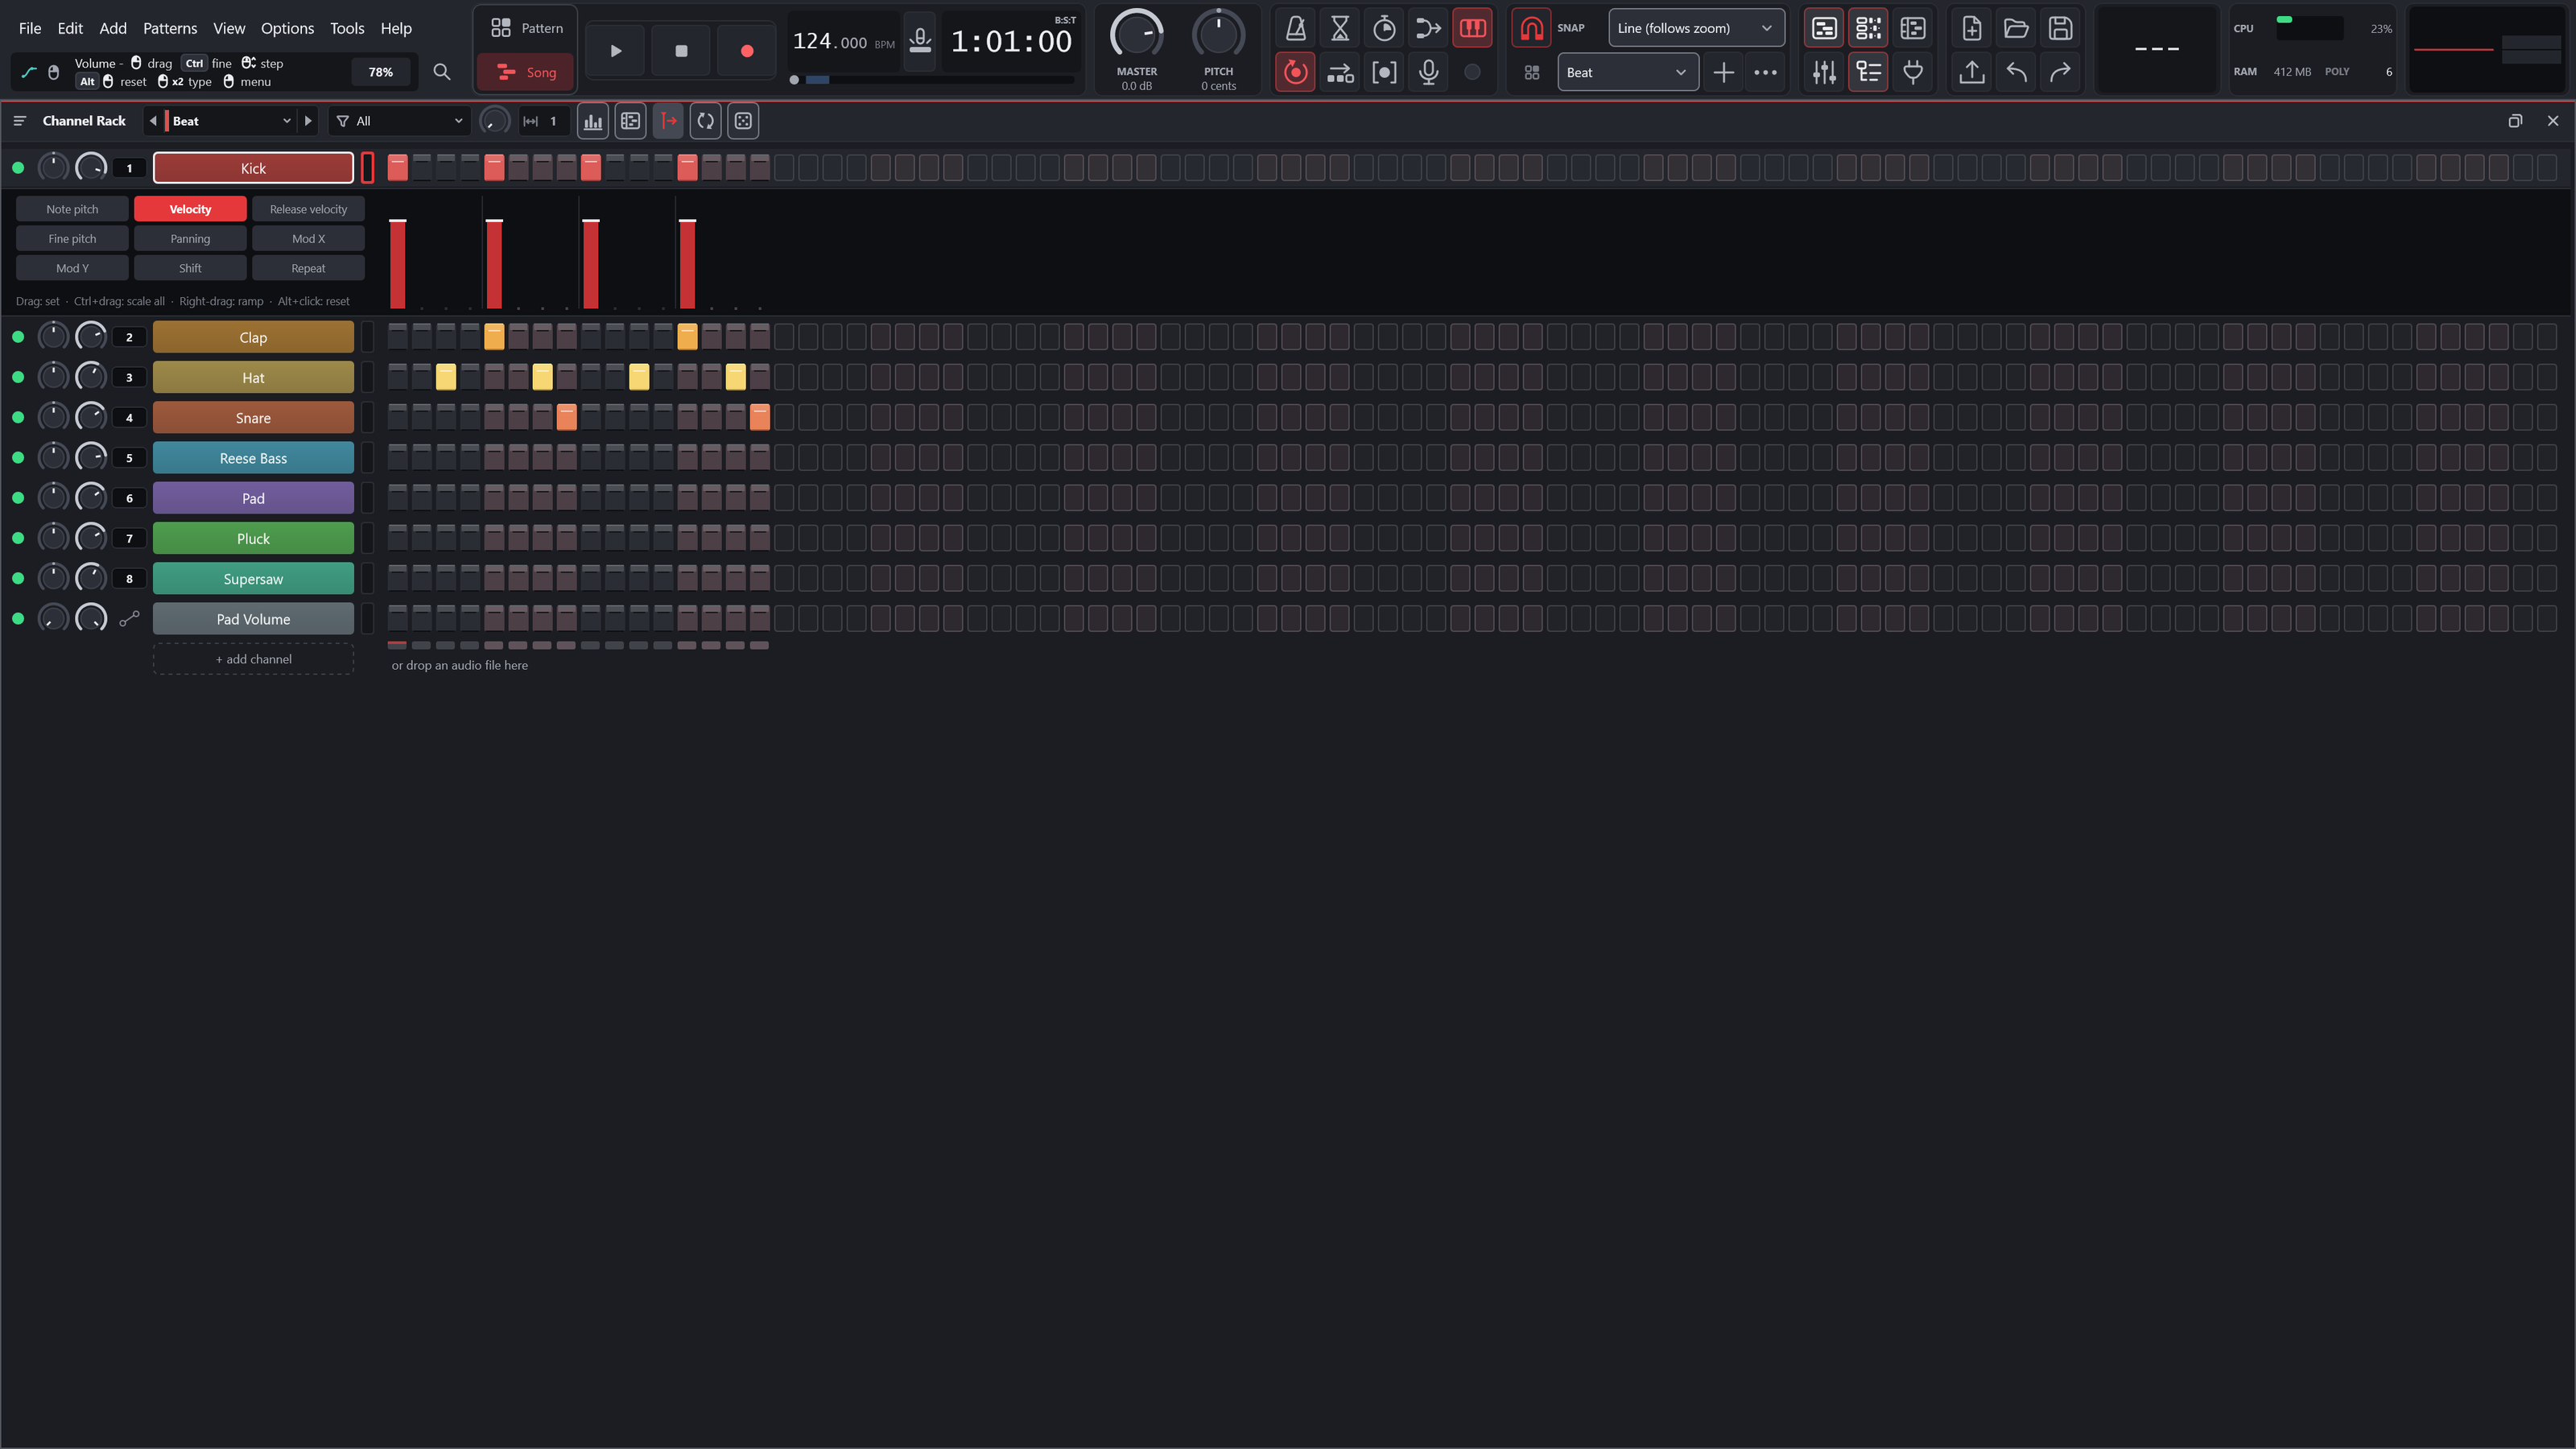 File Edit Add Patterns View Options Tools Help
Volume - drag Ctrl fine step
Alt reset x2 type menu
78%
Pattern
Song
124.000 BPM
B:S:T
1:01:00
MASTER
0.0 dB
PITCH
0 cents
SNAP
Line (follows zoom)
Beat
CPU 23%
RAM 412 MB POLY 6
Channel Rack Beat All 1
1 Kick
Note pitch Velocity Release velocity
Fine pitch Panning Mod X
Mod Y Shift Repeat
Drag: set · Ctrl+drag: scale all · Right-drag: ramp · Alt+click: reset
2 Clap
3 Hat
4 Snare
5 Reese Bass
6 Pad
7 Pluck
8 Supersaw
Pad Volume
+ add channel
or drop an audio file here